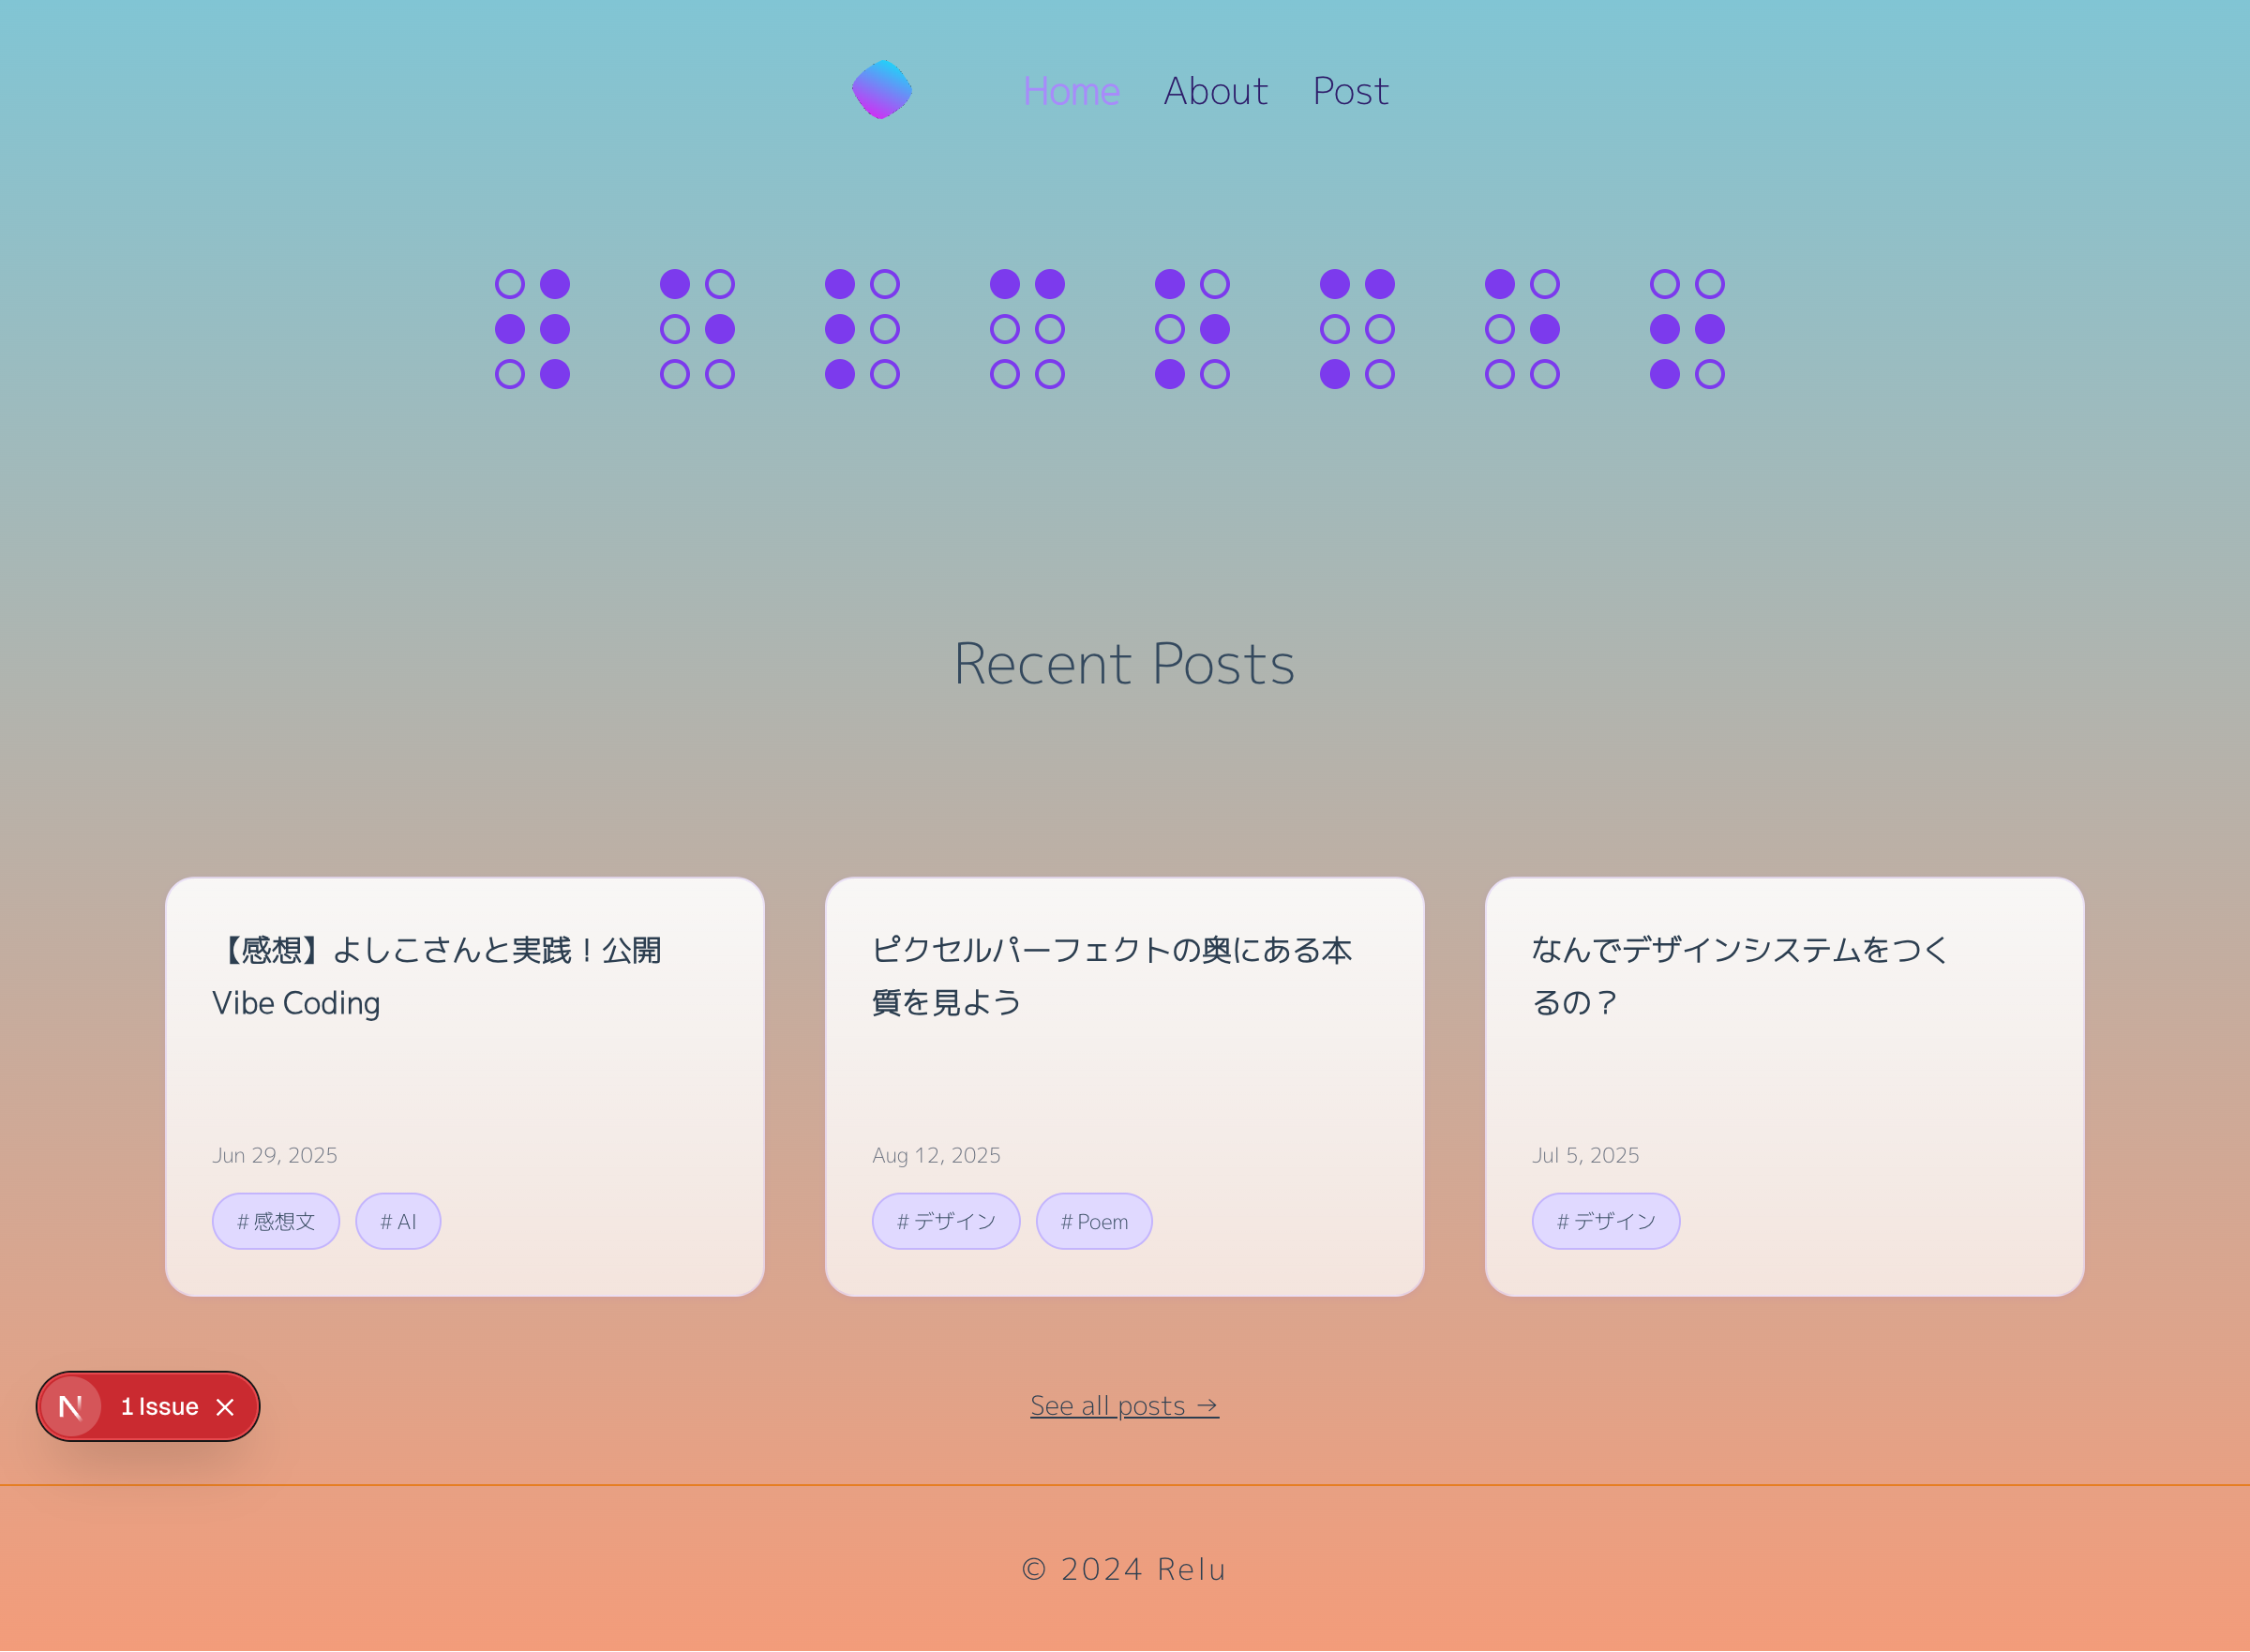 Home About Post
⠺⠑⠇⠉⠕⠍⠑⠖
Recent Posts
【感想】よしこさんと実践！公開
Vibe Coding
Jun 29, 2025
# 感想文 # AI
ピクセルパーフェクトの奥にある本
質を見よう
Aug 12, 2025
# デザイン # Poem
なんでデザインシステムをつく
るの？
Jul 5, 2025
# デザイン
N 1 Issue
See all posts →
© 2024 Relu